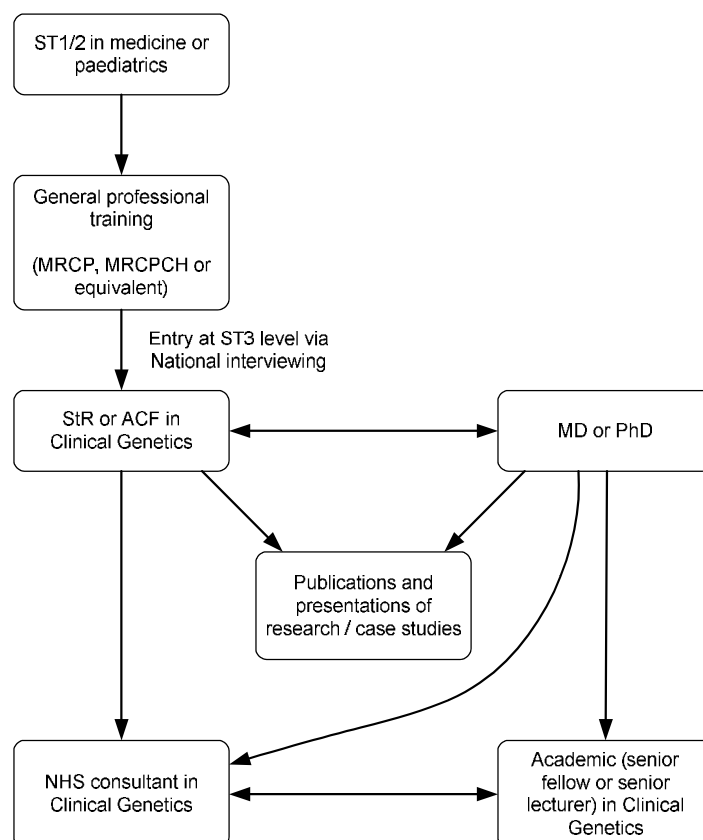 ST1/2 in medicine or
paediatrics
General professional
training
(MRCP, MRCPCH or
equivalent)
Entry at ST3 level via
National interviewing
StR or ACF in
Clinical Genetics
MD or PhD
Publications and
presentations of
research / case studies
NHS consultant in
Clinical Genetics
Academic (senior
fellow or senior
lecturer) in Clinical
Genetics